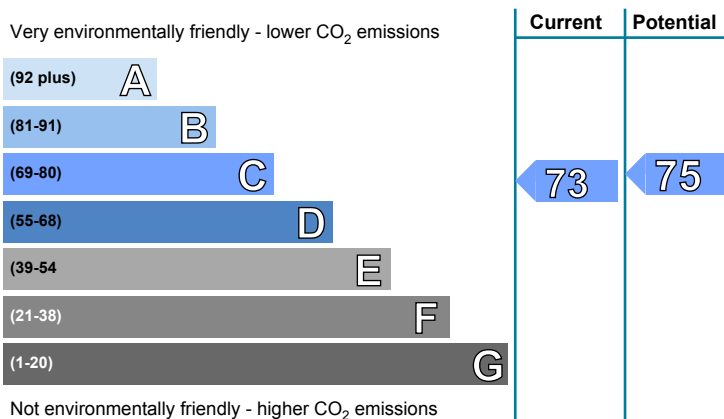 Current Potential
Very environmentally friendly - lower CO2 emissions
(92 plus) A
(81-91) B
(69-80) C 73 75
(55-68) D
(39-54 E
(21-38) F
(1-20) G
Not environmentally friendly - higher CO2 emissions